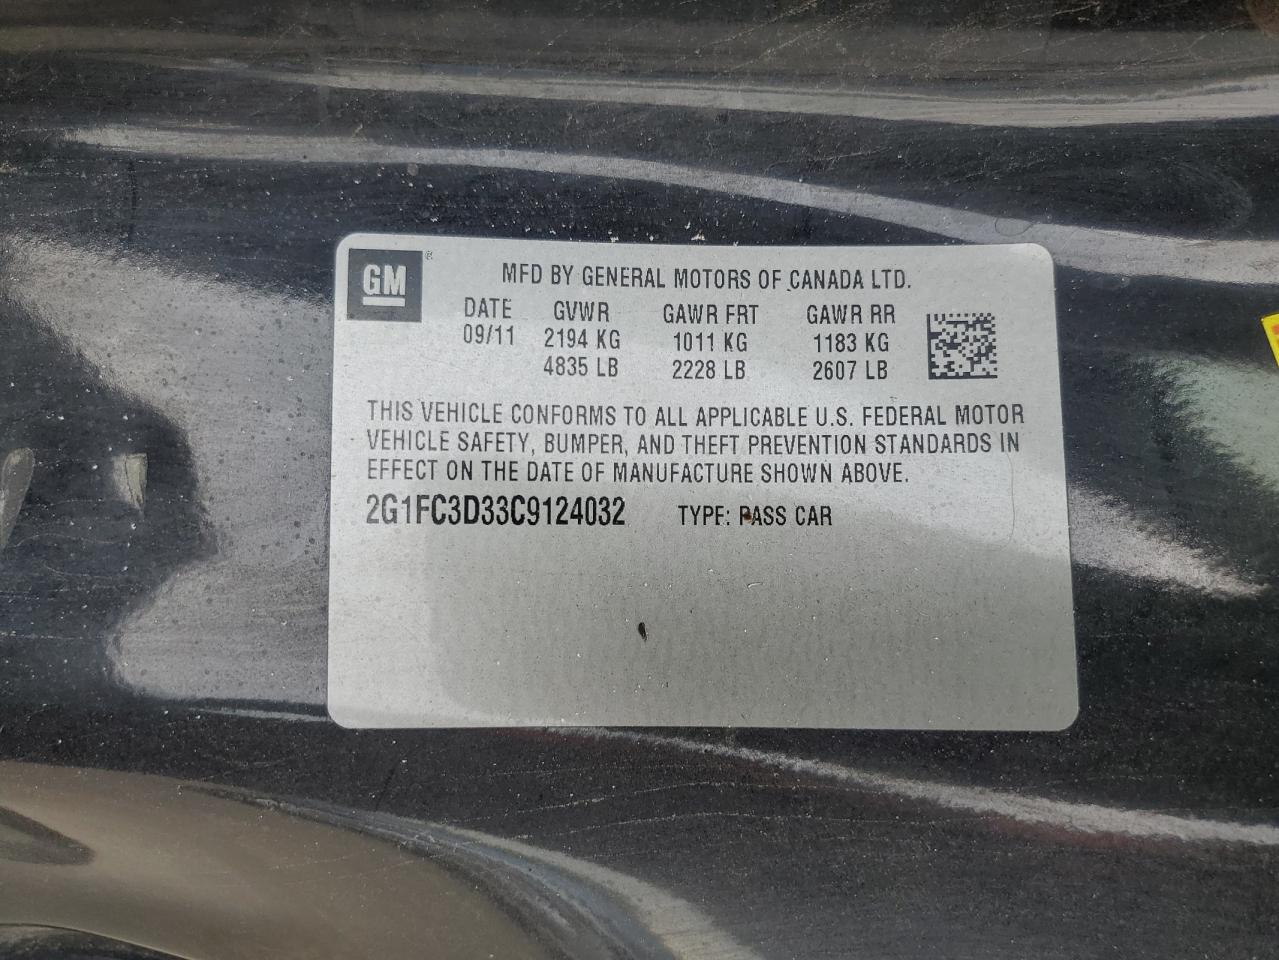 GM ®
MFD BY GENERAL MOTORS OF CANADA LTD.
DATE GVWR GAWR FRT GAWR RR
09/11 2194 KG 1011 KG 1183 KG
4835 LB 2228 LB 2607 LB
THIS VEHICLE CONFORMS TO ALL APPLICABLE U.S. FEDERAL MOTOR
VEHICLE SAFETY, BUMPER, AND THEFT PREVENTION STANDARDS IN
EFFECT ON THE DATE OF MANUFACTURE SHOWN ABOVE.
2G1FC3D33C9124032 TYPE: PASS CAR